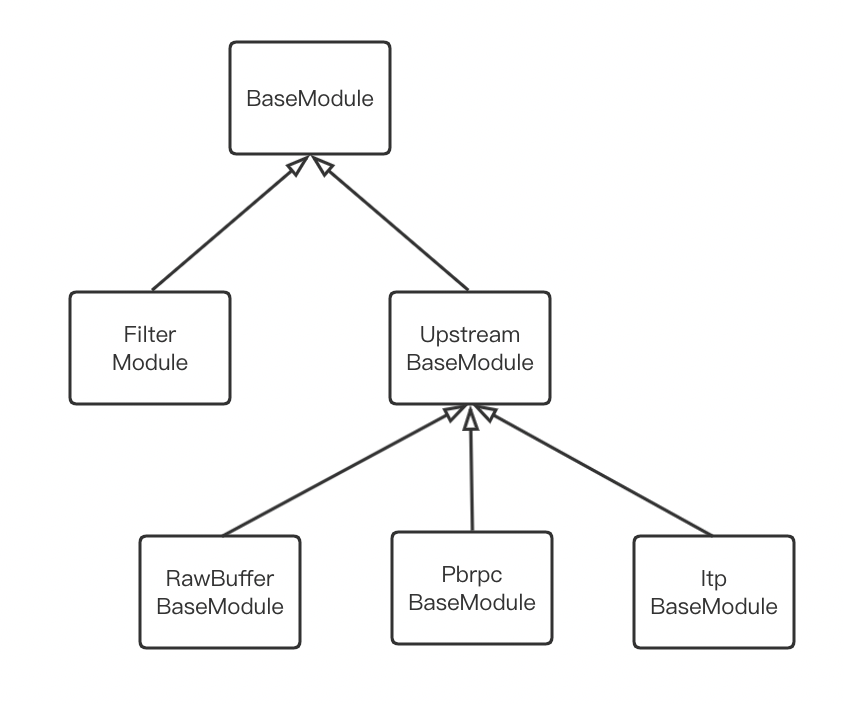 BaseModule
Filter
Module
Upstream
BaseModule
RawBuffer
BaseModule
Pbrpc
BaseModule
Itp
BaseModule